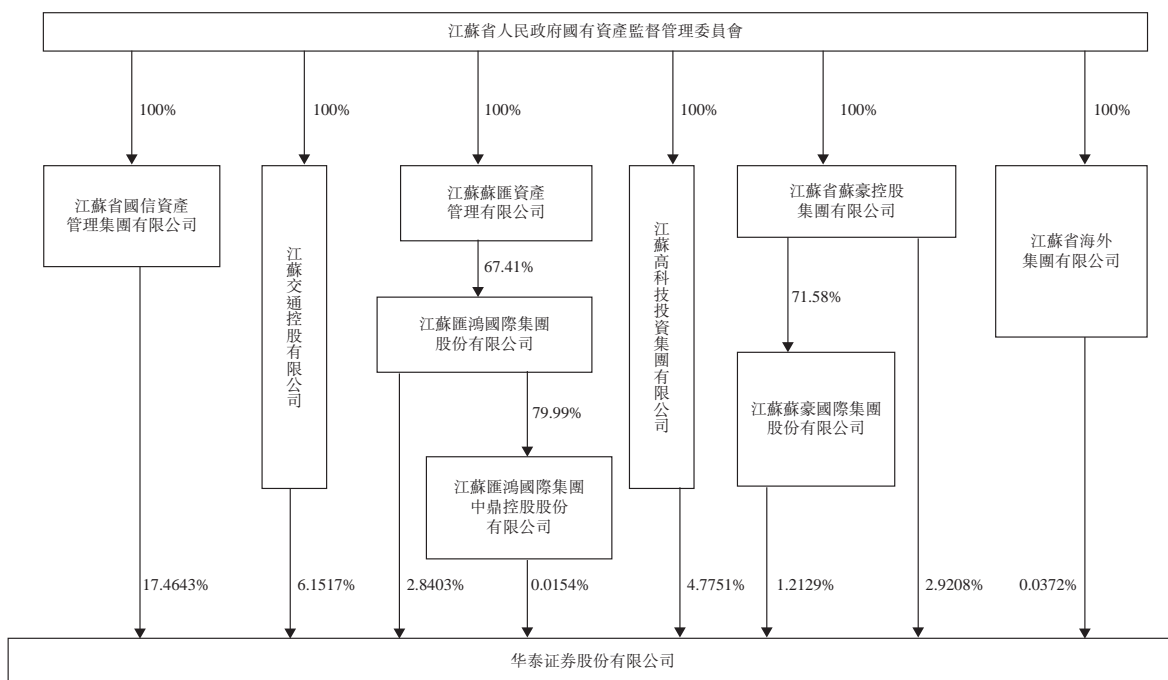 江蘇省人民政府國有資產監督管理委員會
100%
100%
100%
100%
100%
100%
江蘇省國信資產
管理集團有限公司
江蘇交通控股有限公司
江蘇蘇匯資產
管理有限公司
67.41%
江蘇匯鴻國際集團
股份有限公司
79.99%
江蘇匯鴻國際集團
中鼎控股股份
有限公司
江蘇高科技投資集團有限公司
江蘇省蘇豪控股
集團有限公司
71.58%
江蘇蘇豪國際集團
股份有限公司
江蘇省海外
集團有限公司
17.4643%
6.1517%
2.8403%
0.0154%
4.7751%
1.2129%
2.9208%
0.0372%
华泰证券股份有限公司